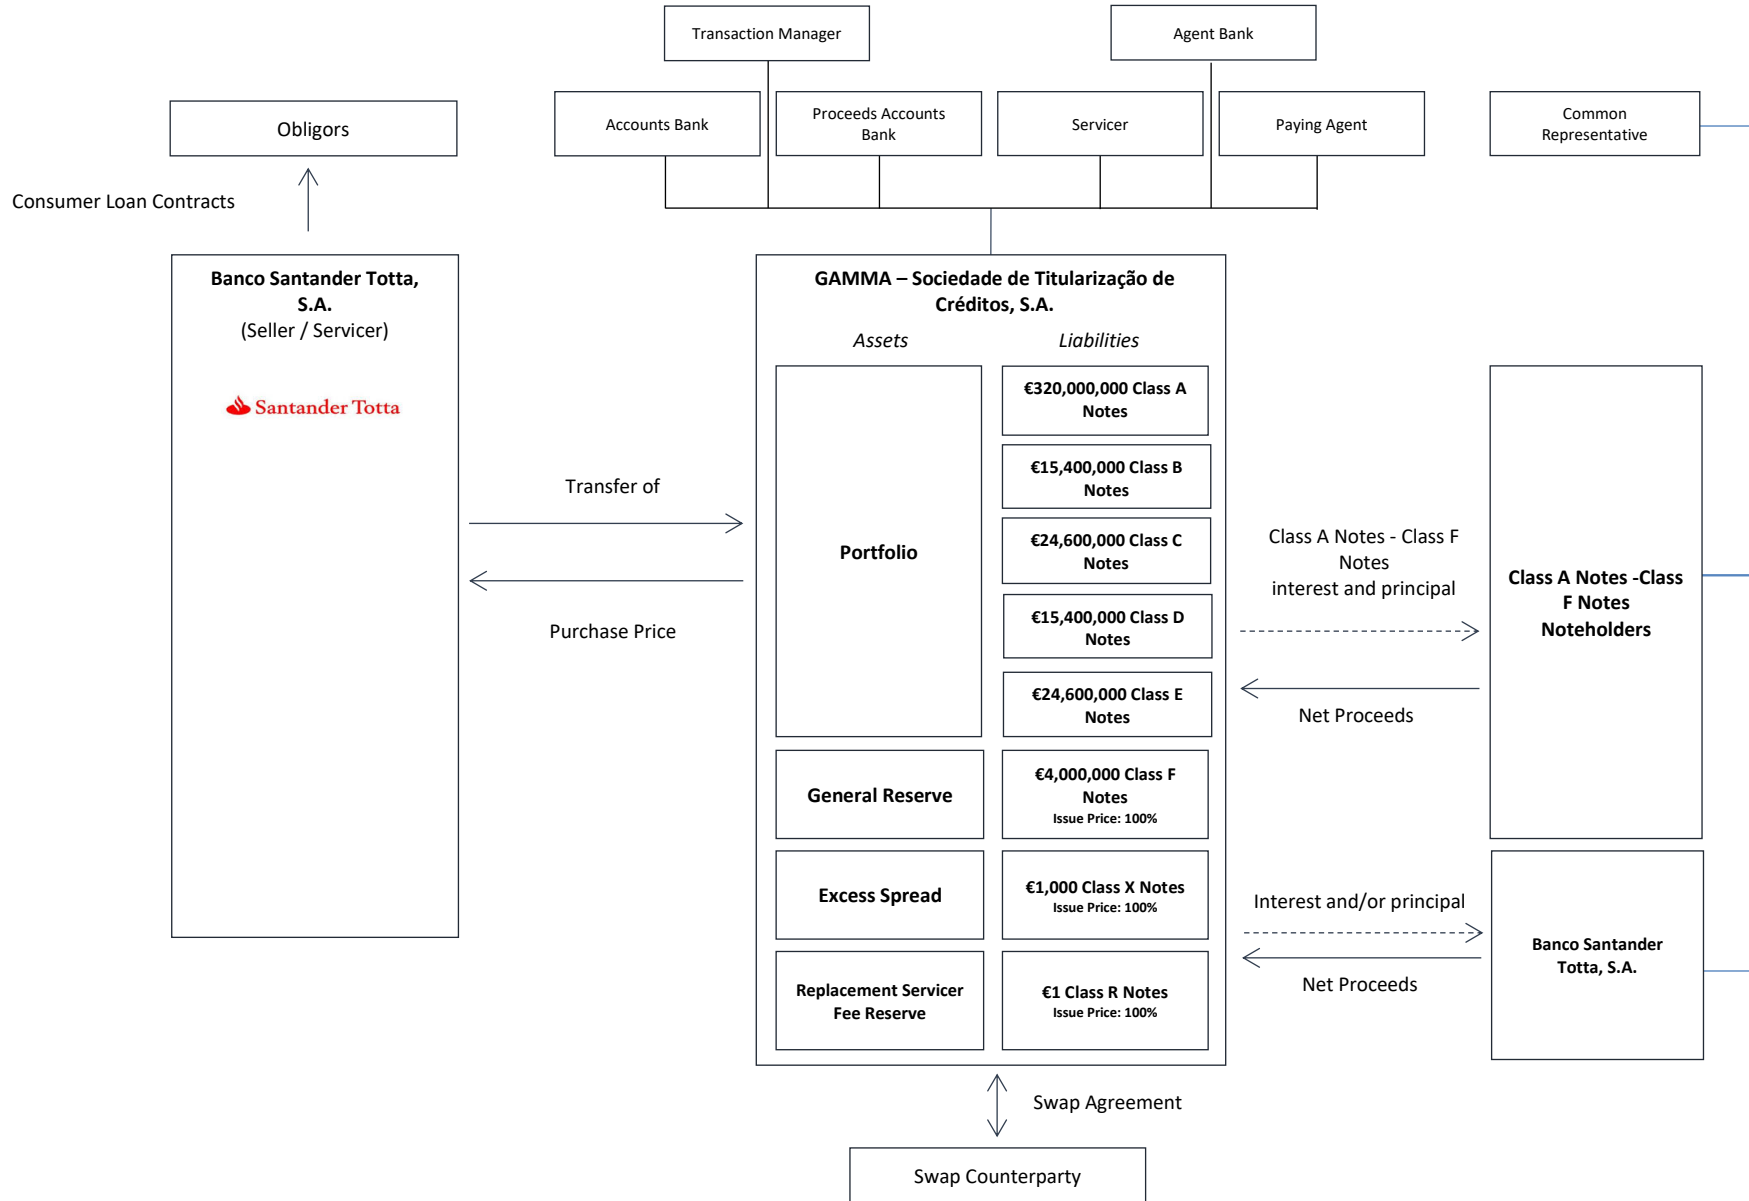 Transaction Manager
Agent Bank
Obligors
Accounts Bank
Proceeds Accounts
Bank
Servicer
Paying Agent
Common
Representative
Consumer Loan Contracts
Banco Santander Totta,
S.A.
(Seller / Servicer)
Santander Totta
GAMMA – Sociedade de Titularização de
Créditos, S.A.
Assets
Liabilities
Portfolio
€320,000,000 Class A
Notes
€15,400,000 Class B
Notes
€24,600,000 Class C
Notes
€15,400,000 Class D
Notes
€24,600,000 Class E
Notes
General Reserve
€4,000,000 Class F
Notes
Issue Price: 100%
Excess Spread
€1,000 Class X Notes
Issue Price: 100%
Replacement Servicer
Fee Reserve
€1 Class R Notes
Issue Price: 100%
Transfer of
Purchase Price
Class A Notes - Class F
Notes
interest and principal
Net Proceeds
Class A Notes -Class
F Notes
Noteholders
Interest and/or principal
Net Proceeds
Banco Santander
Totta, S.A.
Swap Agreement
Swap Counterparty